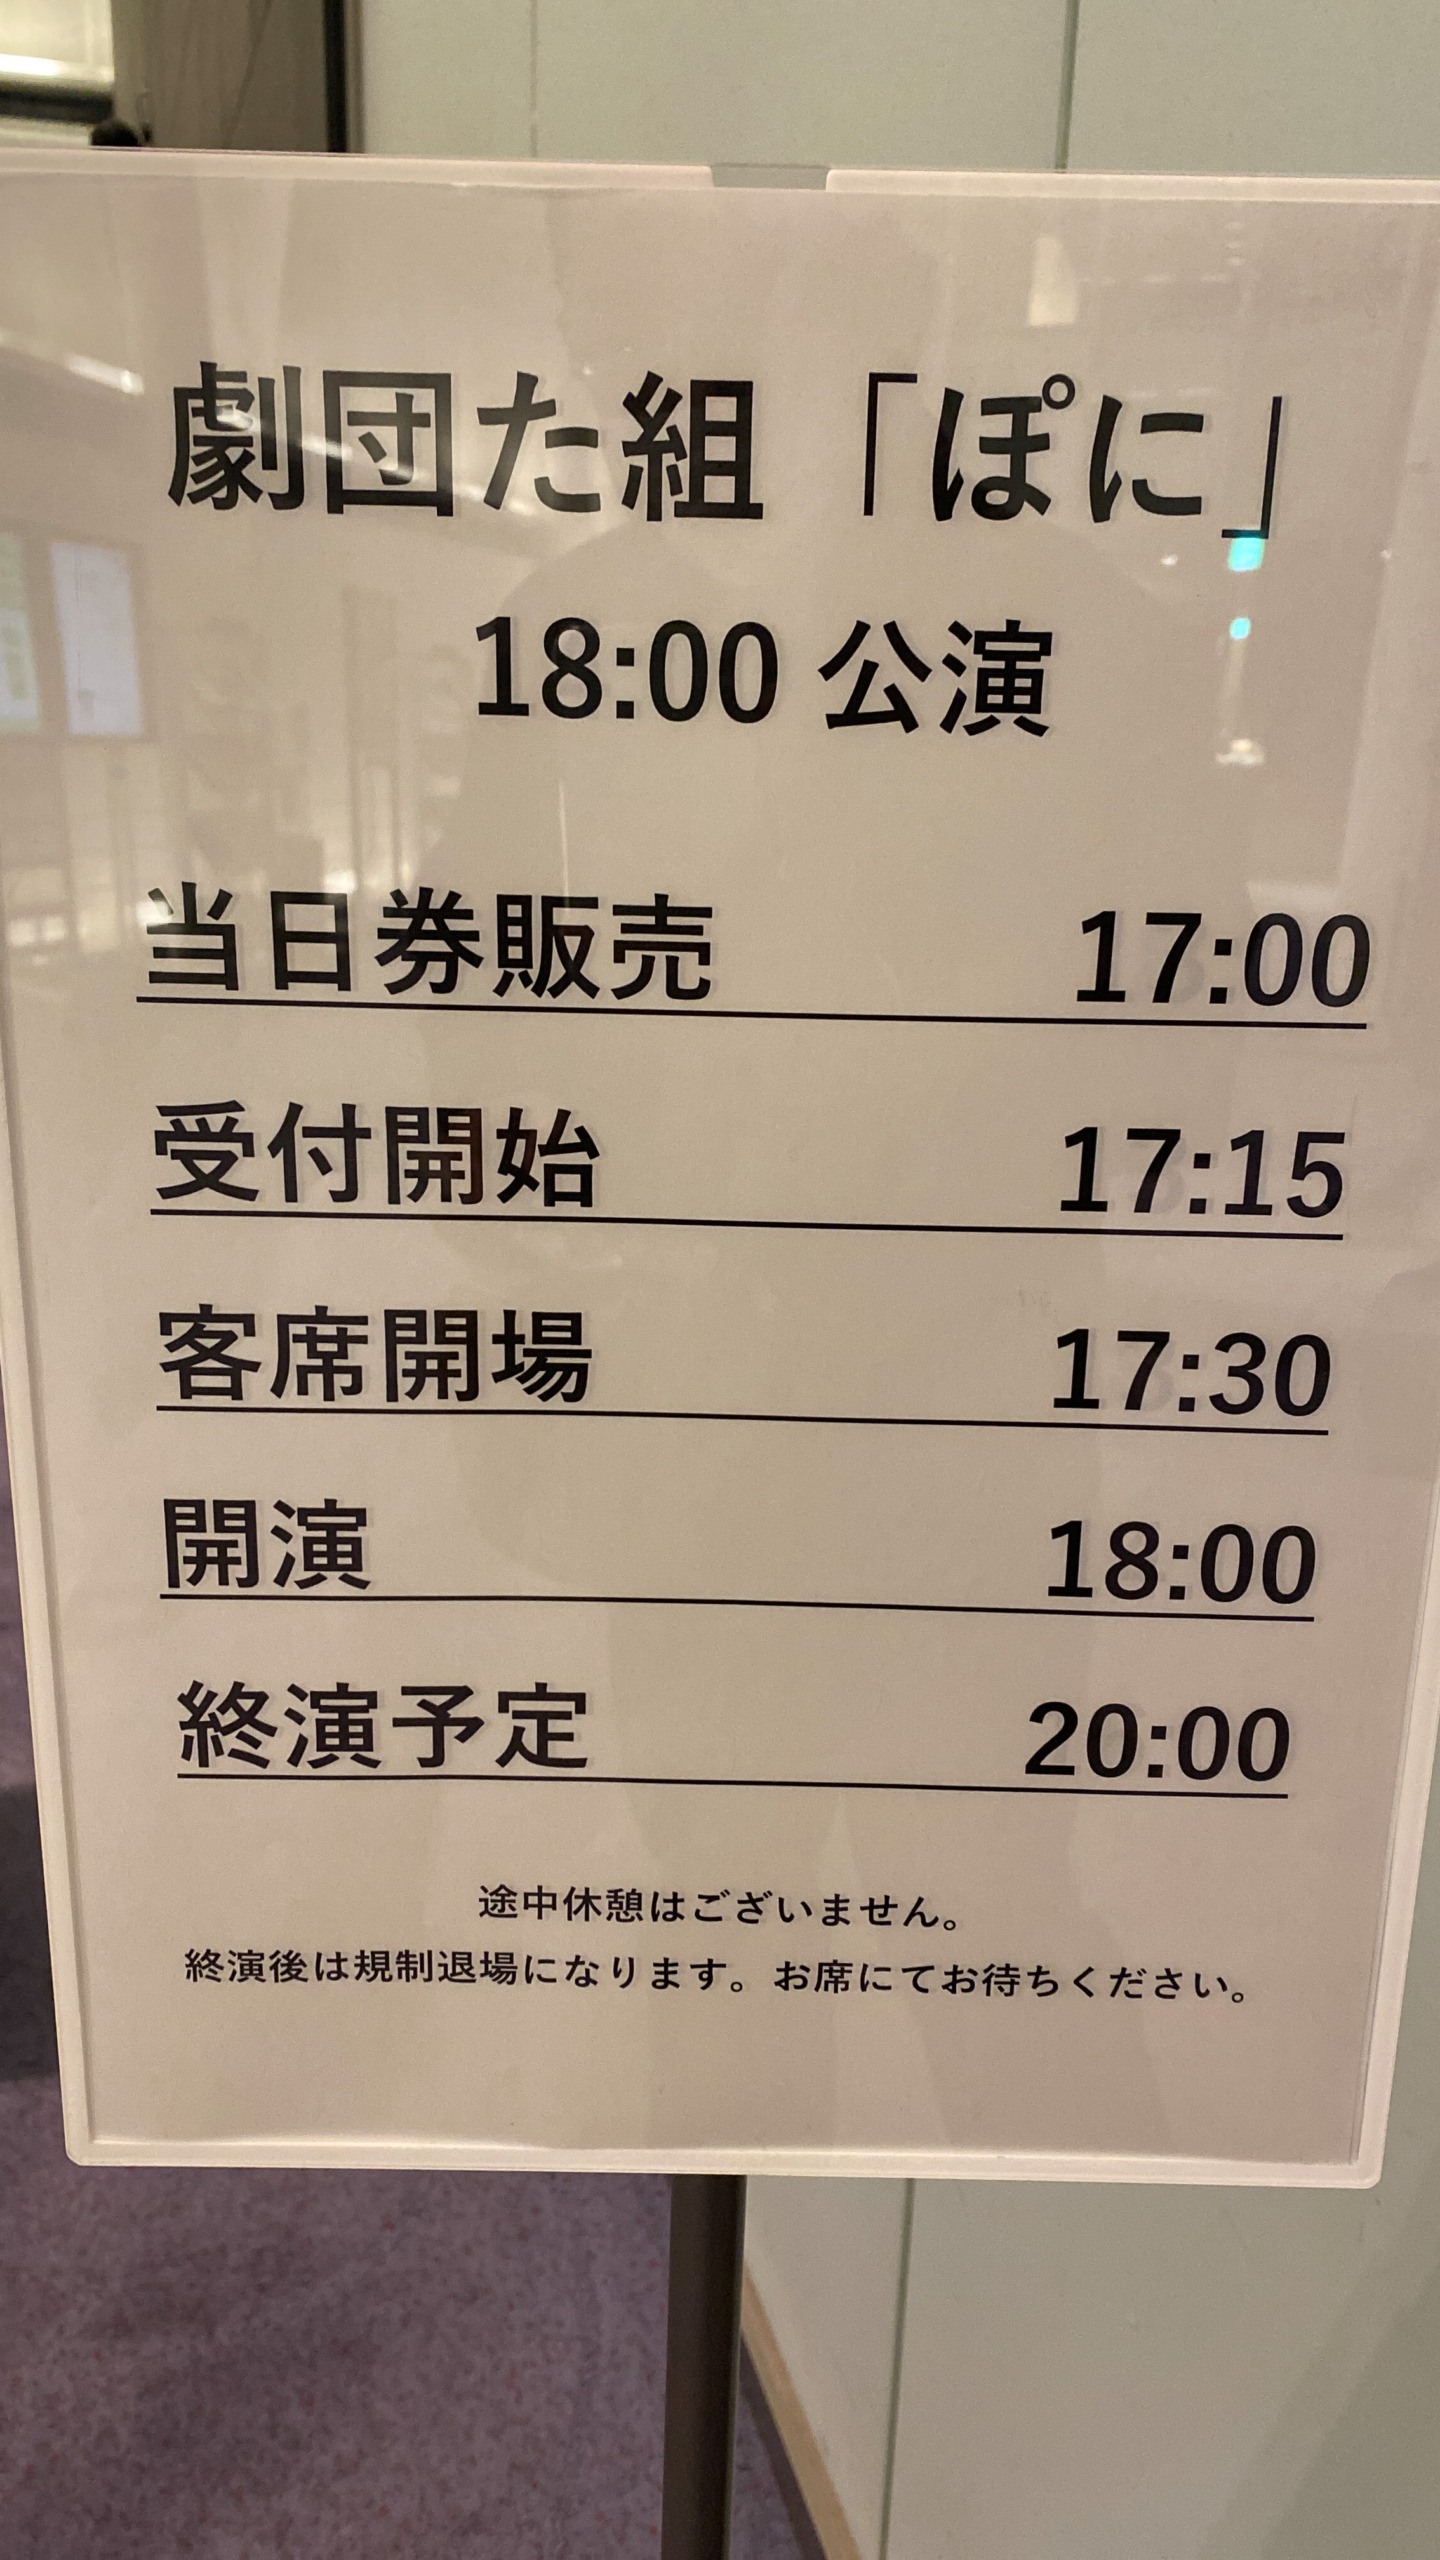 劇団た組「ぽに」
18:00 公演
当日券販売 17:00
受付開始 17:15
客席開場 17:30
開演 18:00
終演予定 20:00
途中休憩はございません。
終演後は規制退場になります。お席にてお待ちください。